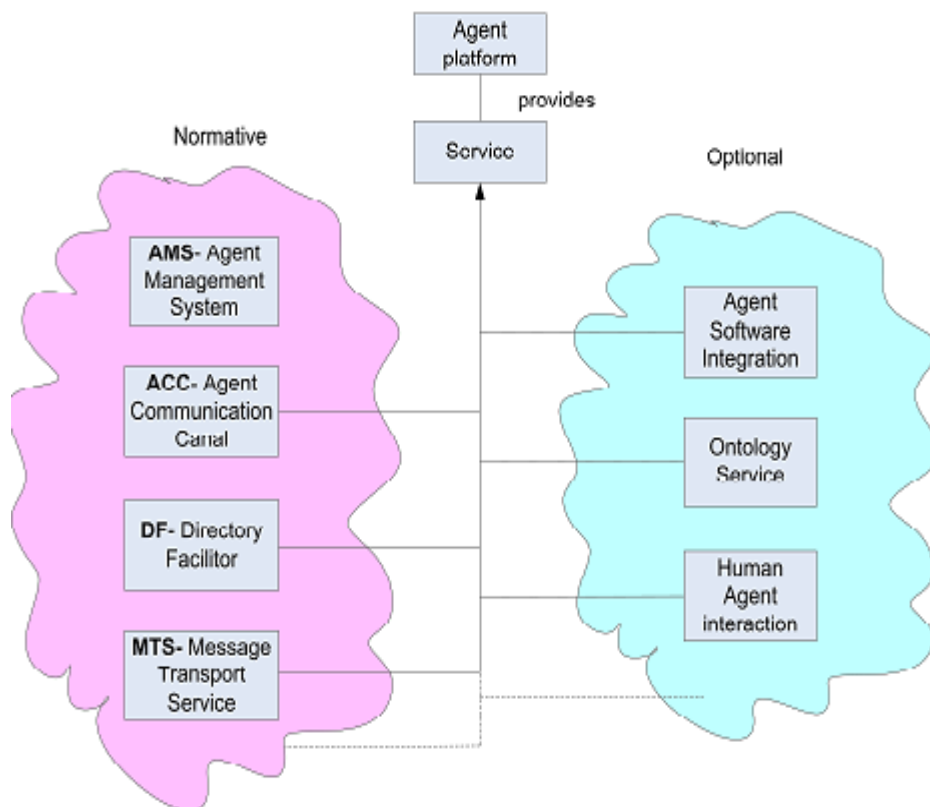 Agent
platform
provides
Service
Normative
Optional
AMS- Agent
Management
System
ACC- Agent
Communication
Canal
DF- Directory
Facilitor
MTS- Message
Transport
Service
Agent
Software
Integration
Ontology
Service
Human
Agent
interaction